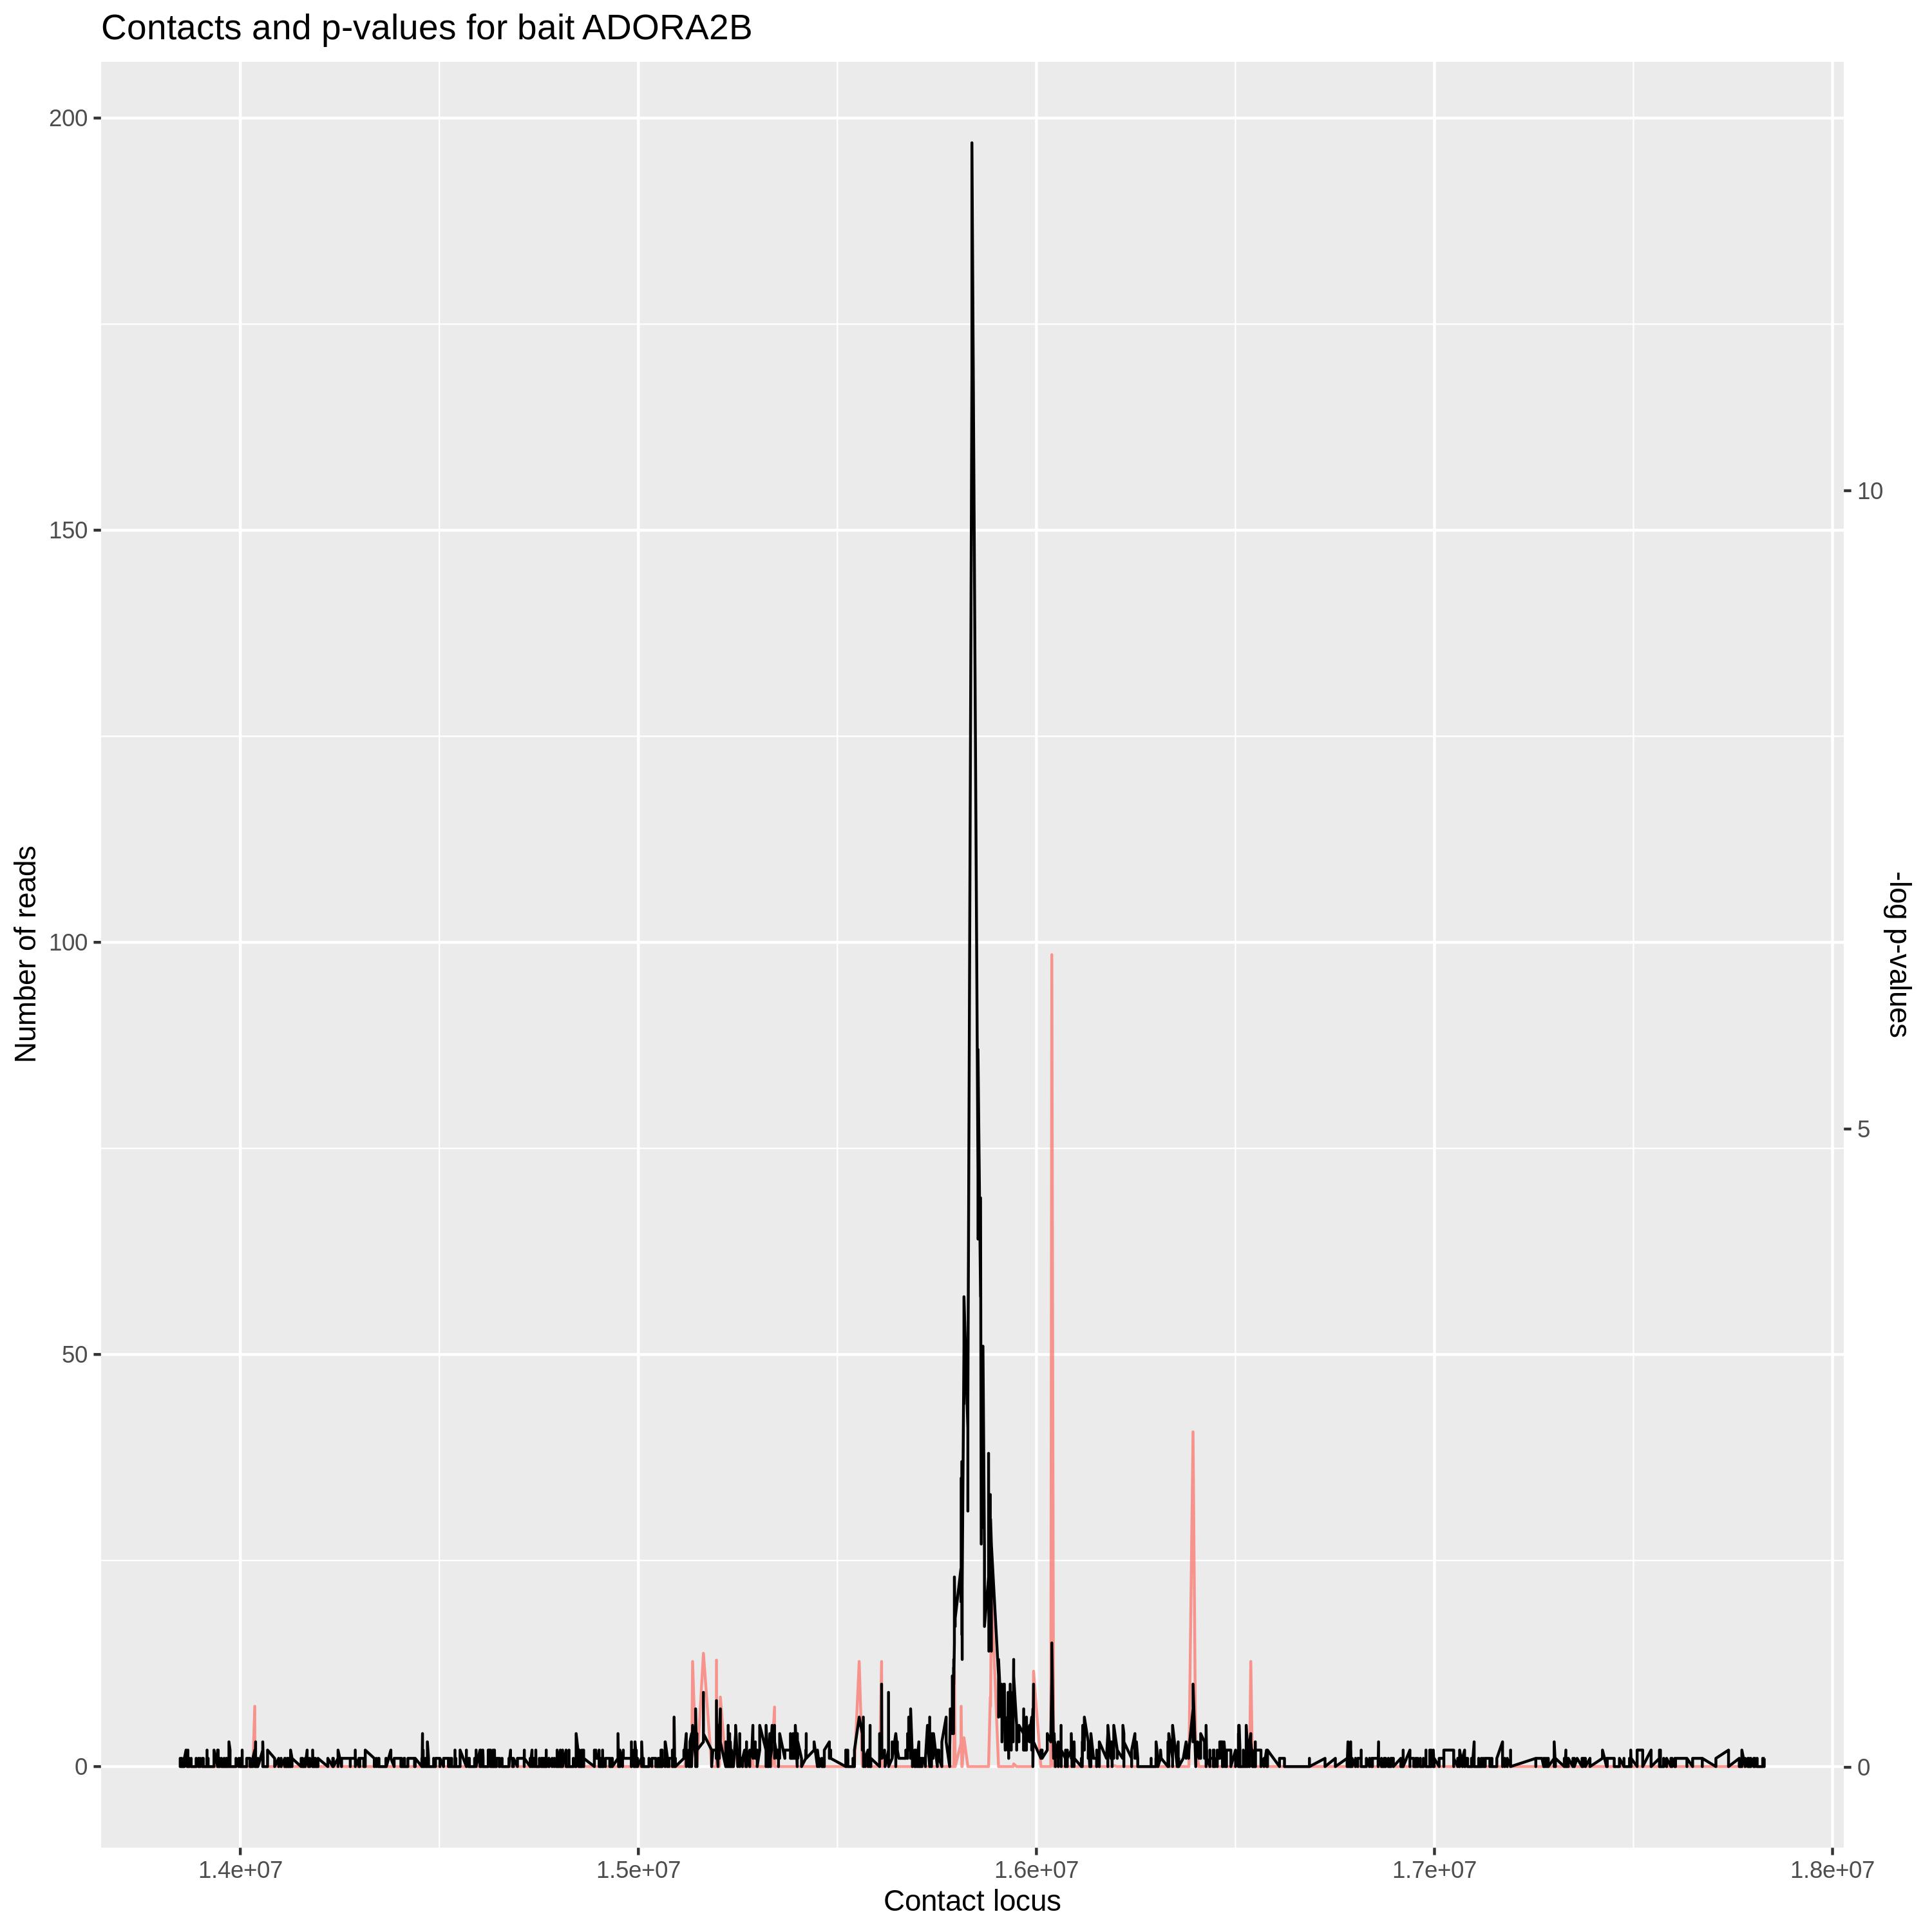 Contacts and p-values for bait ADORA2B
200
150
100
50
0
Number of reads
10
5
0
-log p-values
1.4e+07
1.5e+07
1.6e+07
1.7e+07
1.8e+07
Contact locus